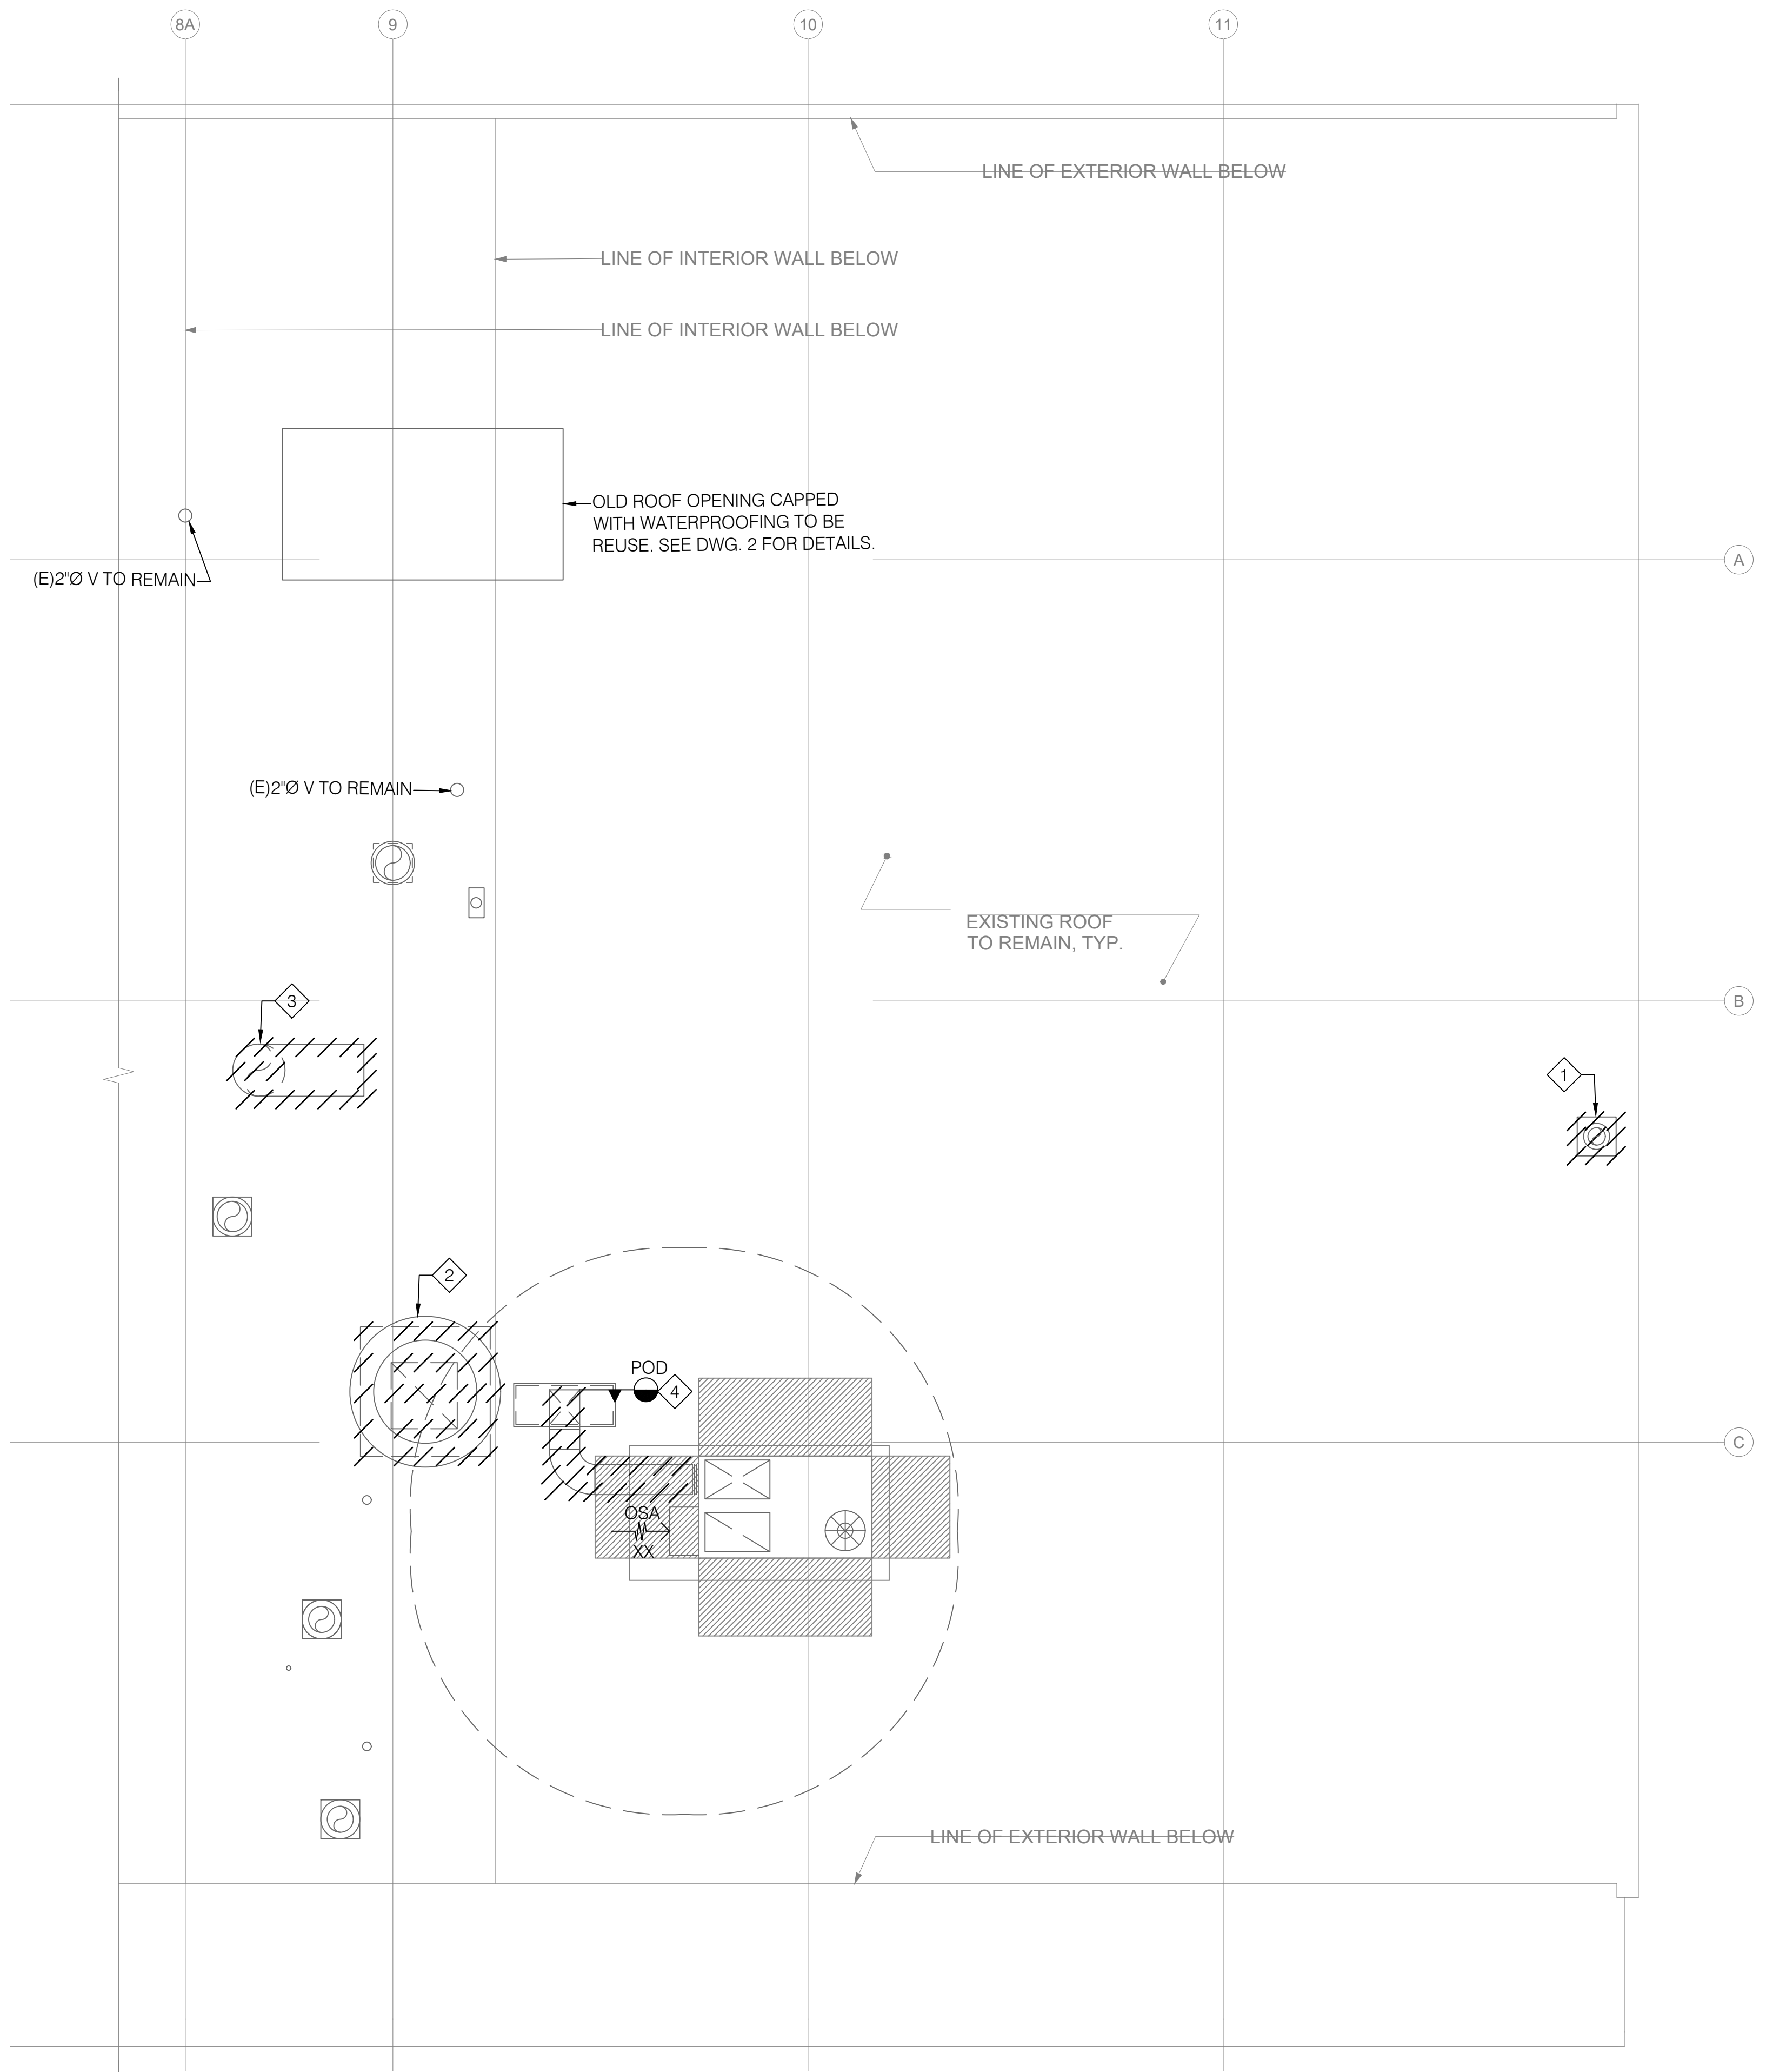 8A
9
10
11
LINE OF EXTERIOR WALL BELOW
LINE OF INTERIOR WALL BELOW
LINE OF INTERIOR WALL BELOW
OLD ROOF OPENING CAPPED
WITH WATERPROOFING TO BE
REUSE. SEE DWG. 2 FOR DETAILS.
A
(E)2"Ø V TO REMAIN
(E)2"Ø V TO REMAIN
EXISTING ROOF
TO REMAIN, TYP.
3
B
1
2
POD
4
C
OSA
XX
LINE OF EXTERIOR WALL BELOW